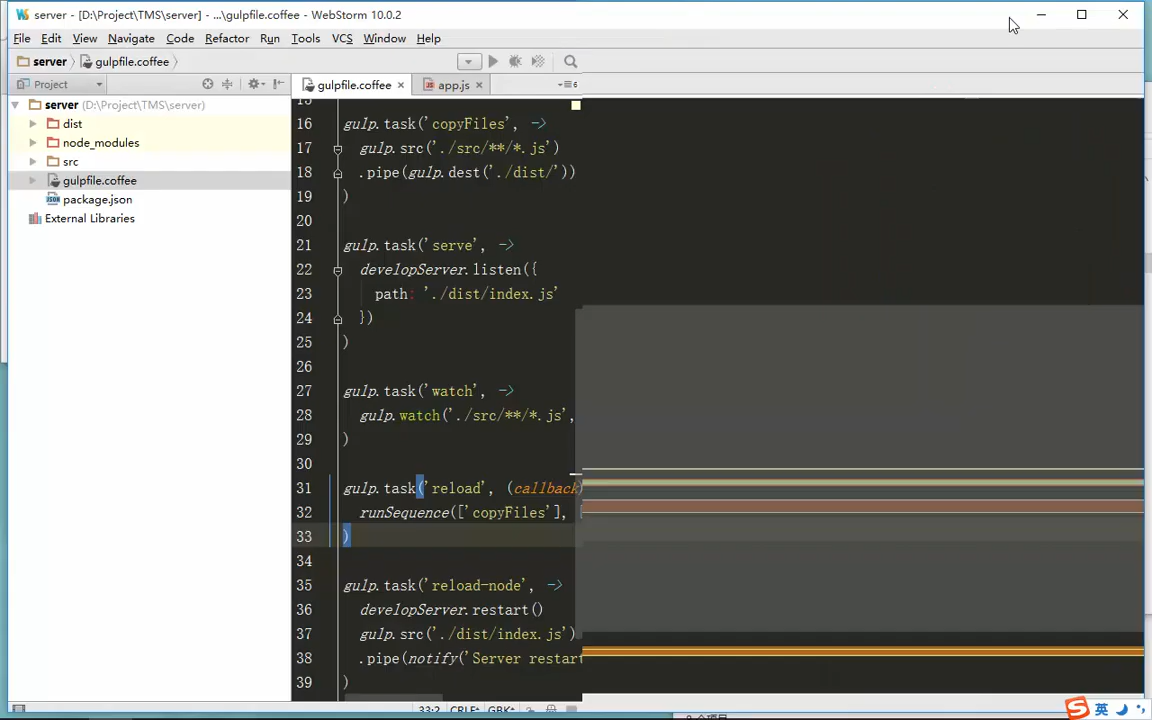 server - [D:\Project\TMS\server] - ...\gulpfile.coffee - WebStorm 10.0.2
File Edit View Navigate Code Refactor Run Tools VCS Window Help
server gulpfile.coffee
Project
gulpfile.coffee app.js
server (D:\Project\TMS\server)
dist
node_modules
src
gulpfile.coffee
package.json
External Libraries
15
16 gulp.task('copyFiles', ->
17 gulp.src('./src/**/*.js')
18 .pipe(gulp.dest('./dist/'))
19 )
20
21 gulp.task('serve', ->
22 developServer.listen({
23 path: './dist/index.js'
24 })
25 )
26
27 gulp.task('watch', ->
28 gulp.watch('./src/**/*.js',
29 )
30
31 gulp.task('reload', (callback)
32 runSequence(['copyFiles'], [
33 )
34
35 gulp.task('reload-node', ->
36 developServer.restart()
37 gulp.src('./dist/index.js')
38 .pipe(notify('Server restart
39 )
33:2 CRLF GBK
英